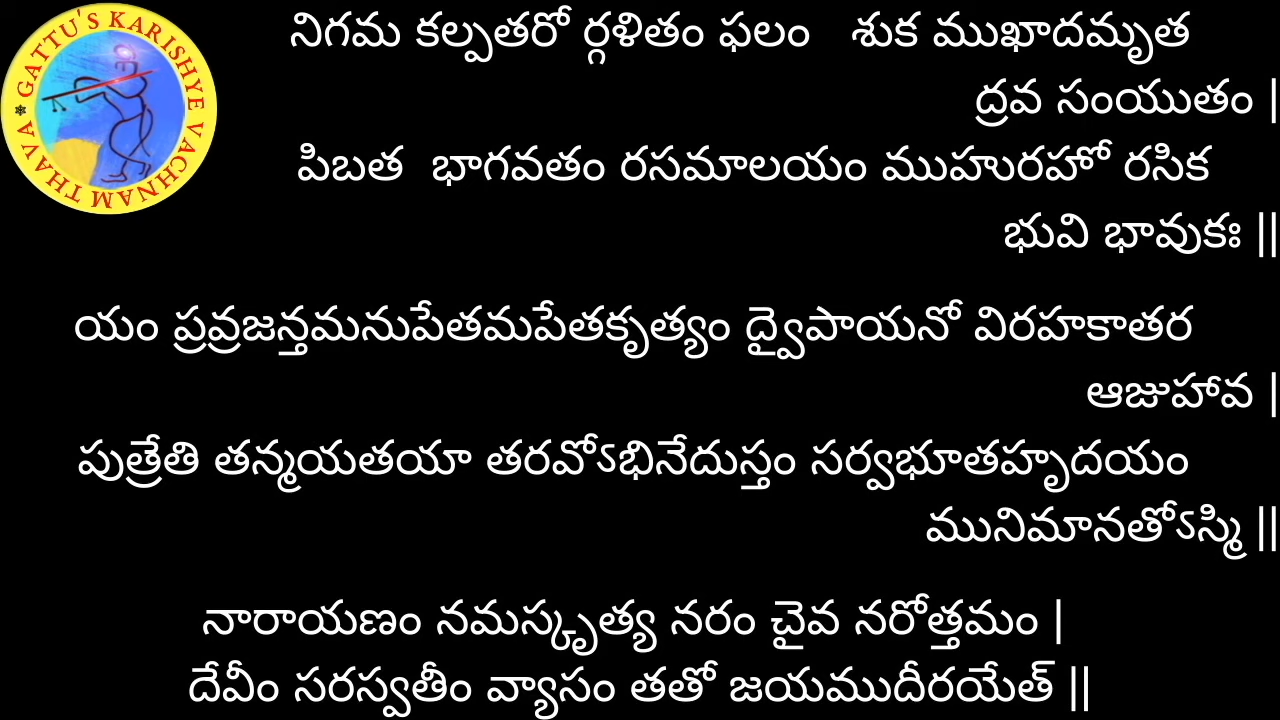 GATTU'S KARISHYE VACHNAM THAVA
నిగమ కల్పతరో ర్గళితం ఫలం శుక ముఖాదమృత
ద్రవ సంయుతం |
పిబత భాగవతం రసమాలయం ముహురహో రసిక
భువి భావుకః ||
యం ప్రవ్రజన్తమనుపేతమపేతకృత్యం ద్వైపాయనో విరహకాతర
ఆజుహావ |
పుత్రేతి తన్మయతయా తరవోఽభినేదుస్తం సర్వభూతహృదయం
మునిమానతోఽస్మి ||
నారాయణం నమస్కృత్య నరం చైవ నరోత్తమం |
దేవీం సరస్వతీం వ్యాసం తతో జయముదీరయేత్ ||